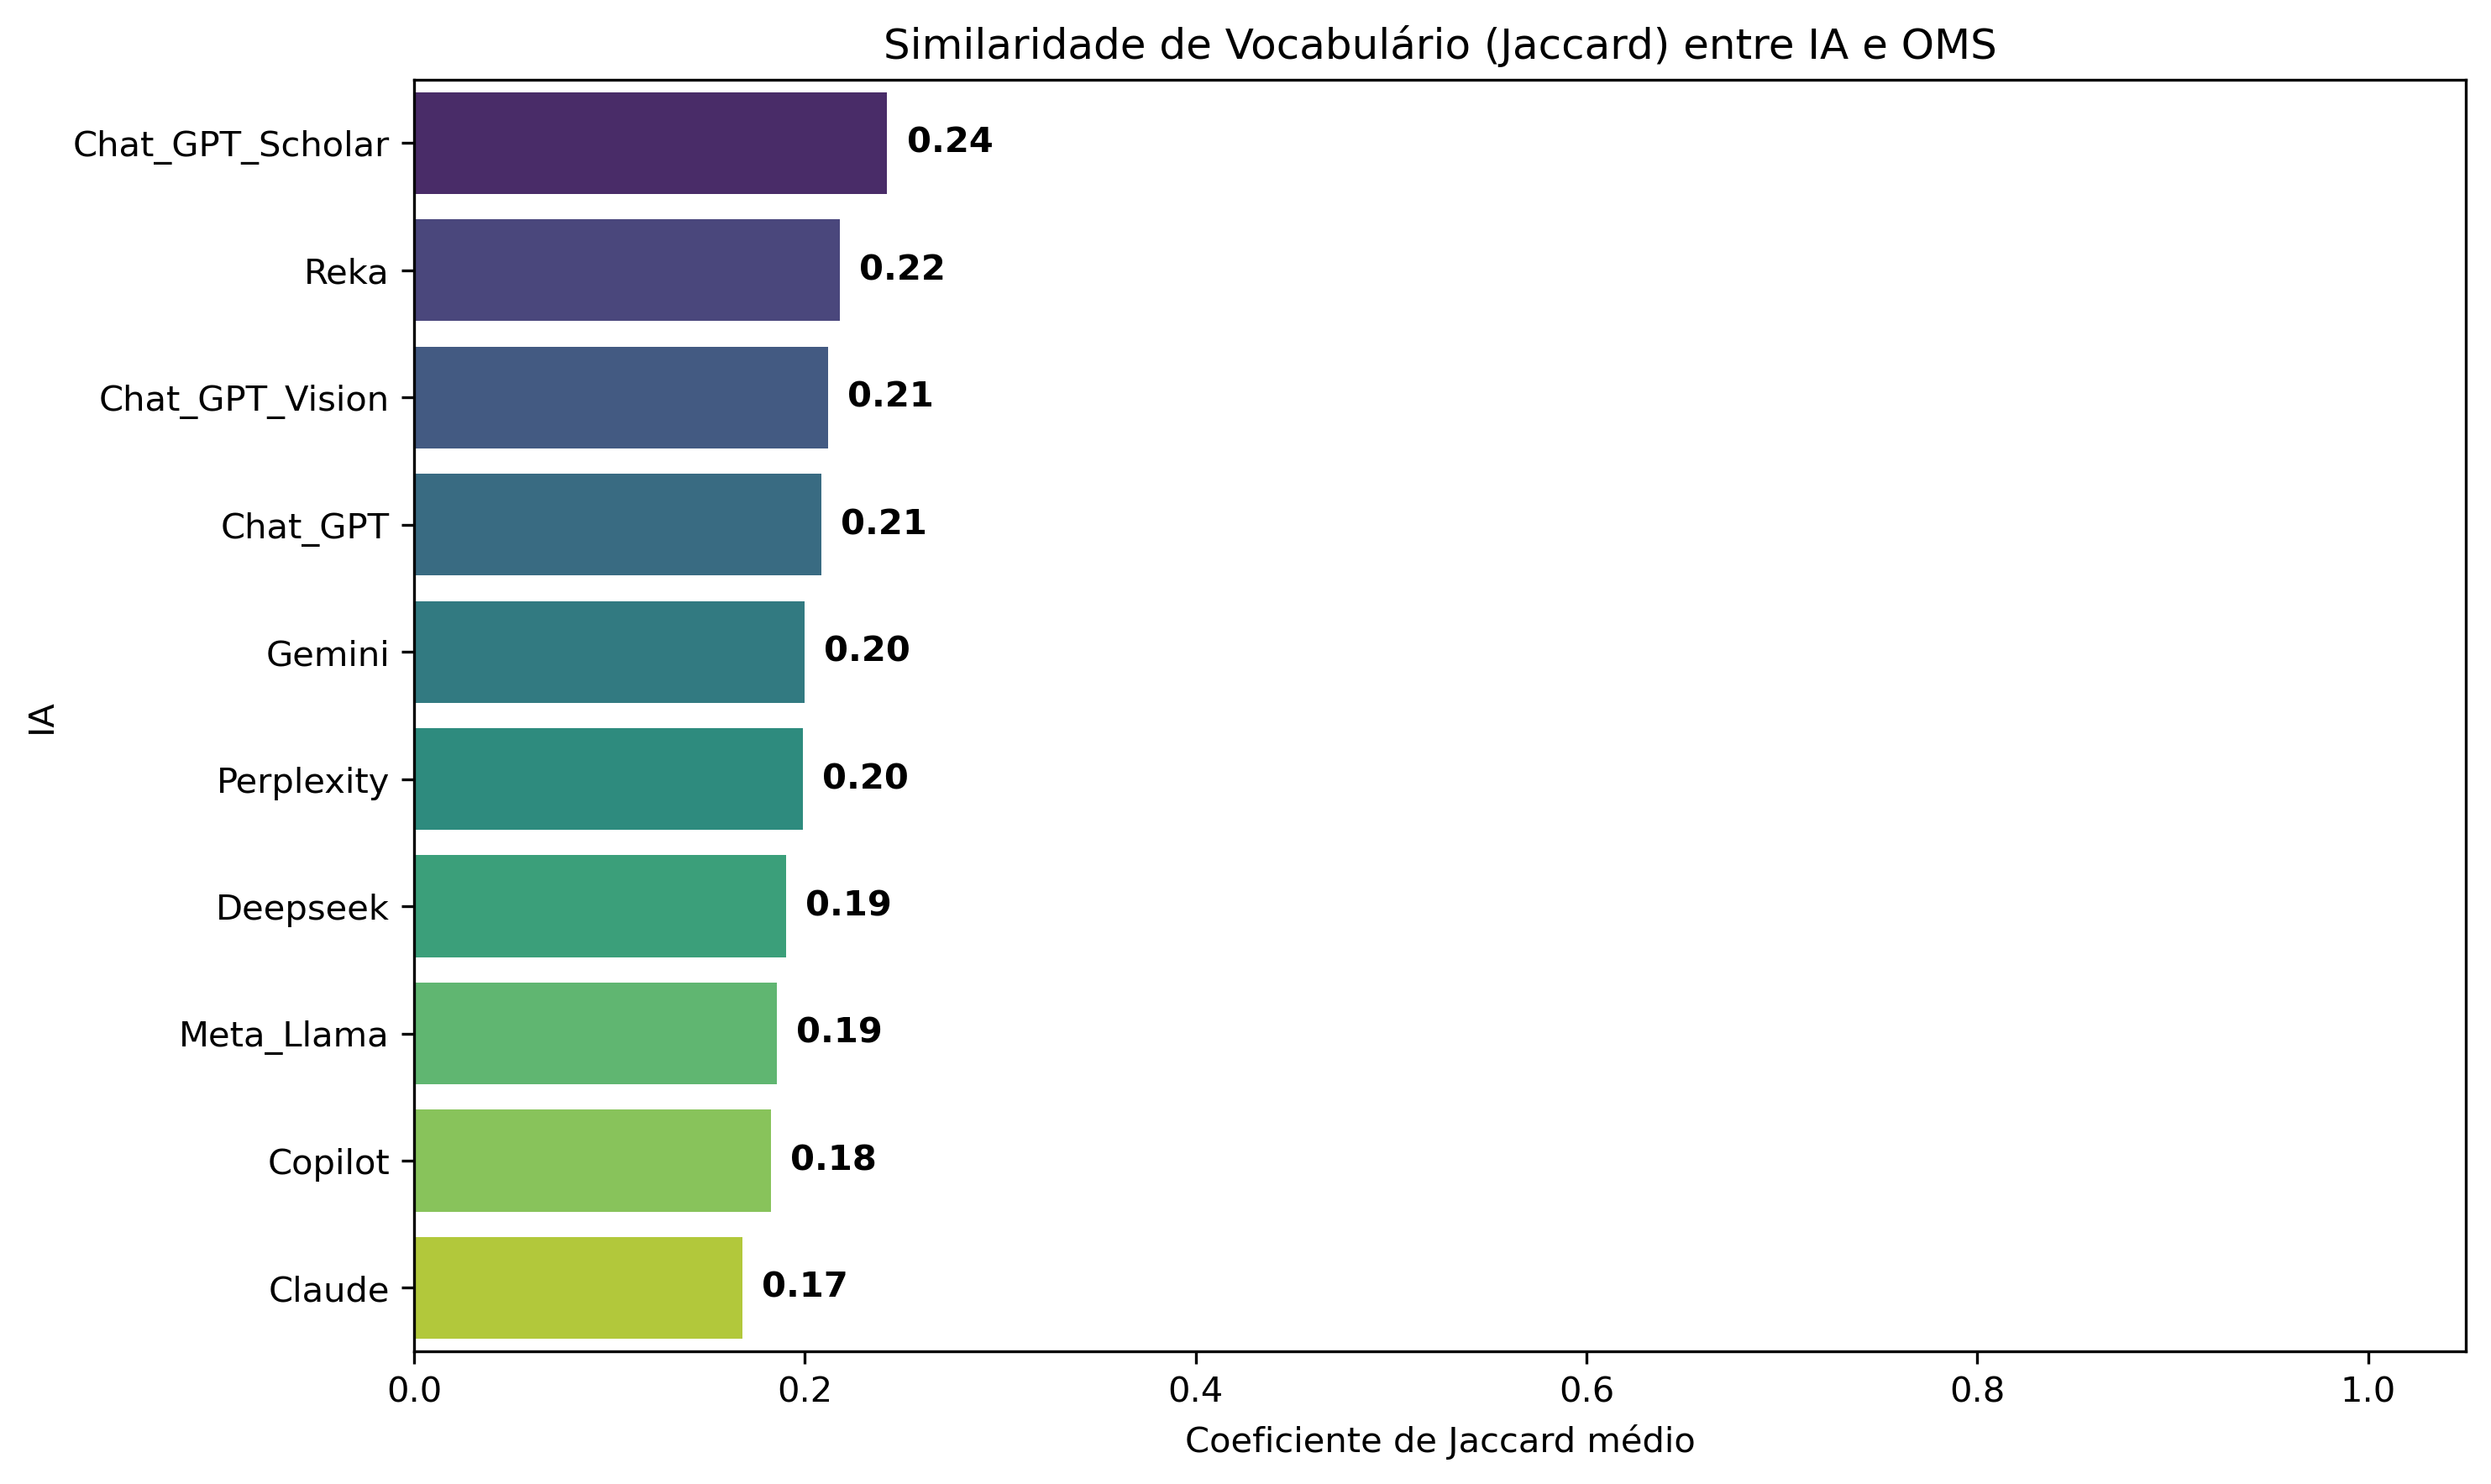 Similaridade de Vocabulário (Jaccard) entre IA e OMS
Chat_GPT_Scholar 0.24
Reka 0.22
Chat_GPT_Vision 0.21
Chat_GPT 0.21
Gemini 0.20
IA
Perplexity 0.20
Deepseek 0.19
Meta_Llama 0.19
Copilot 0.18
Claude 0.17
0.0 0.2 0.4 0.6 0.8 1.0
Coeficiente de Jaccard médio